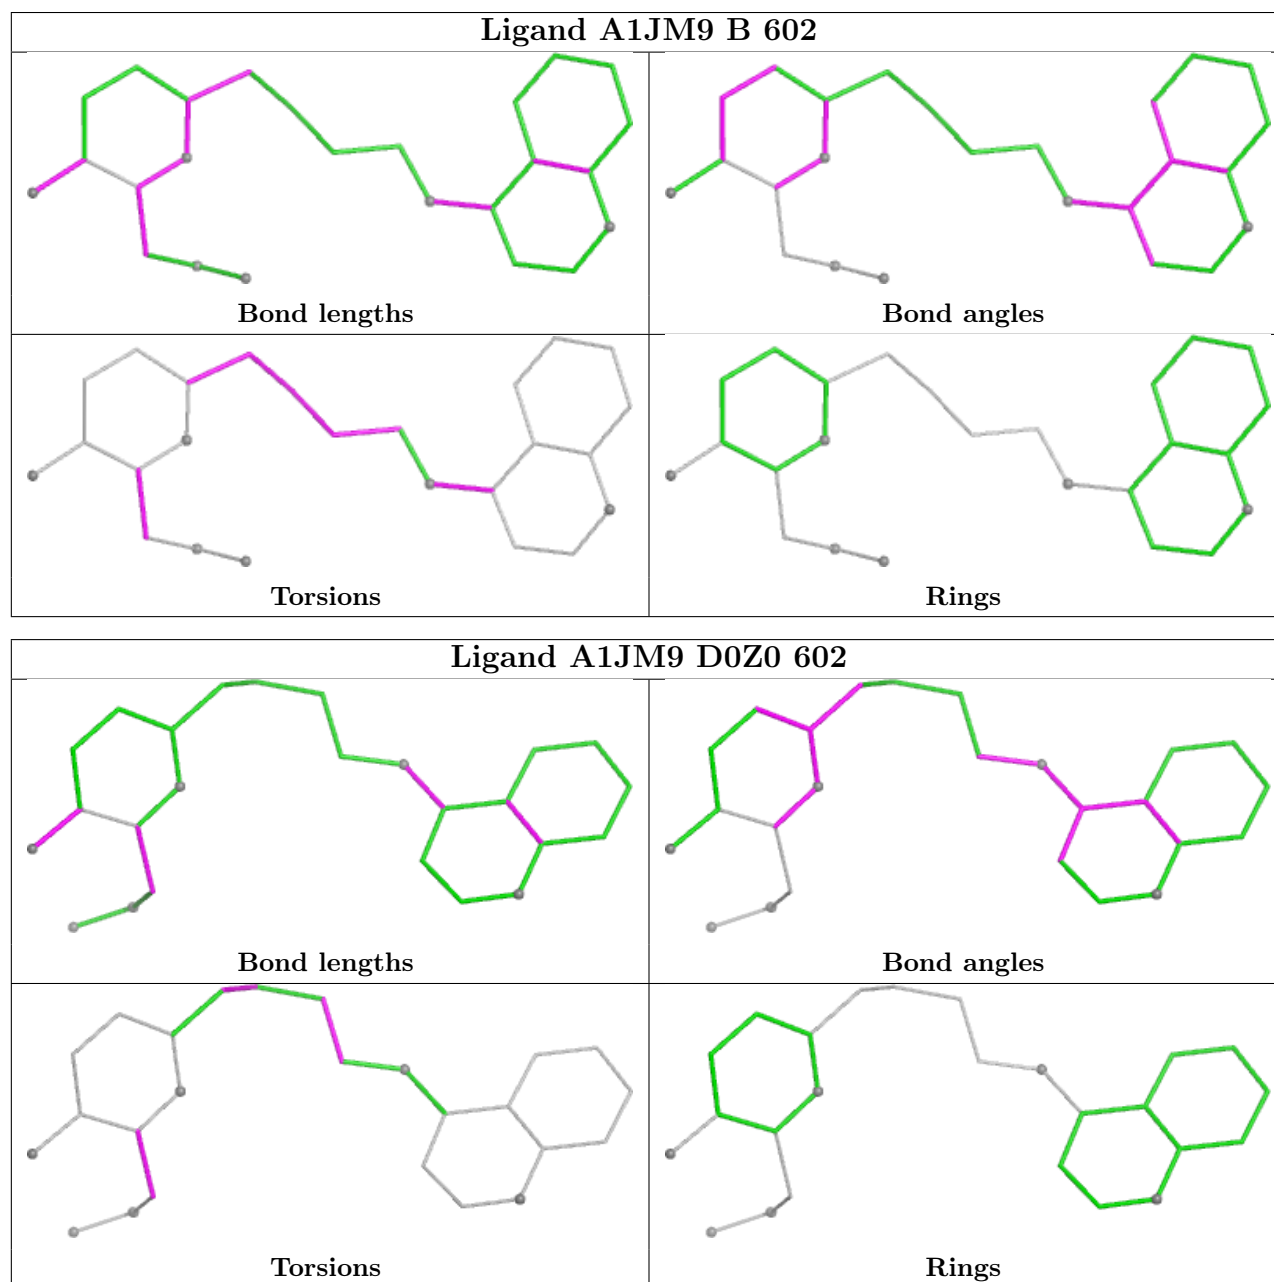 Ligand A1JM9 B 602
Bond lengths
Bond angles
Torsions
Rings
Ligand A1JM9 D0Z0 602
Bond lengths
Bond angles
Torsions
Rings